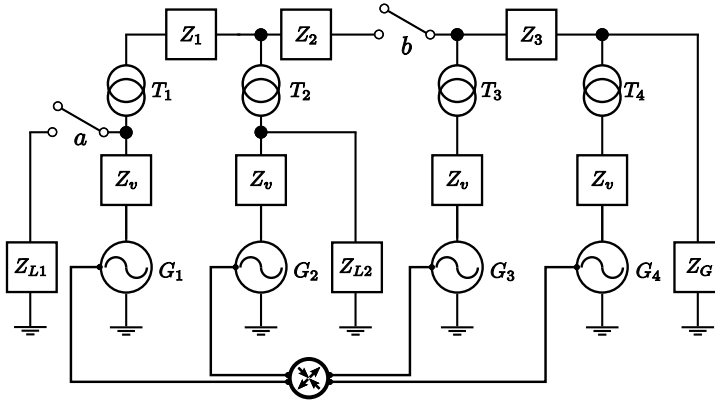 Z1 Z2 b Z3
T1 T2 T3 T4
a
Zv Zv Zv Zv
ZL1 G1 G2 ZL2 G3 G4 ZG